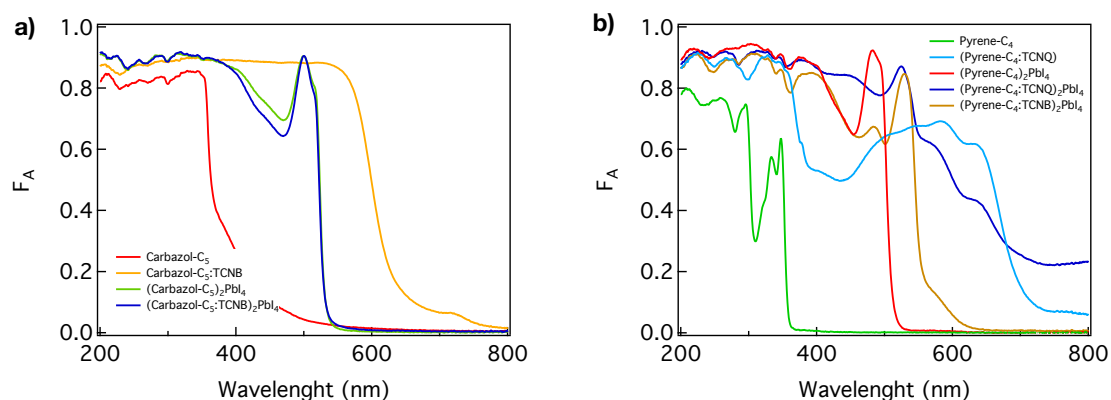 a)
1.0
0.8
0.6
0.4
0.2
0.0
F_A
Carbazol-C₅
Carbazol-C₅:TCNB
(Carbazol-C₅)₂PbI₄
(Carbazol-C₅:TCNB)₂PbI₄
200
400
600
800
Wavelenght (nm)
b)
1.0
0.8
0.6
0.4
0.2
0.0
F_A
Pyrene-C₄
(Pyrene-C₄:TCNQ)
(Pyrene-C₄)₂PbI₄
(Pyrene-C₄:TCNQ)₂PbI₄
(Pyrene-C₄:TCNB)₂PbI₄
200
400
600
800
Wavelenght (nm)